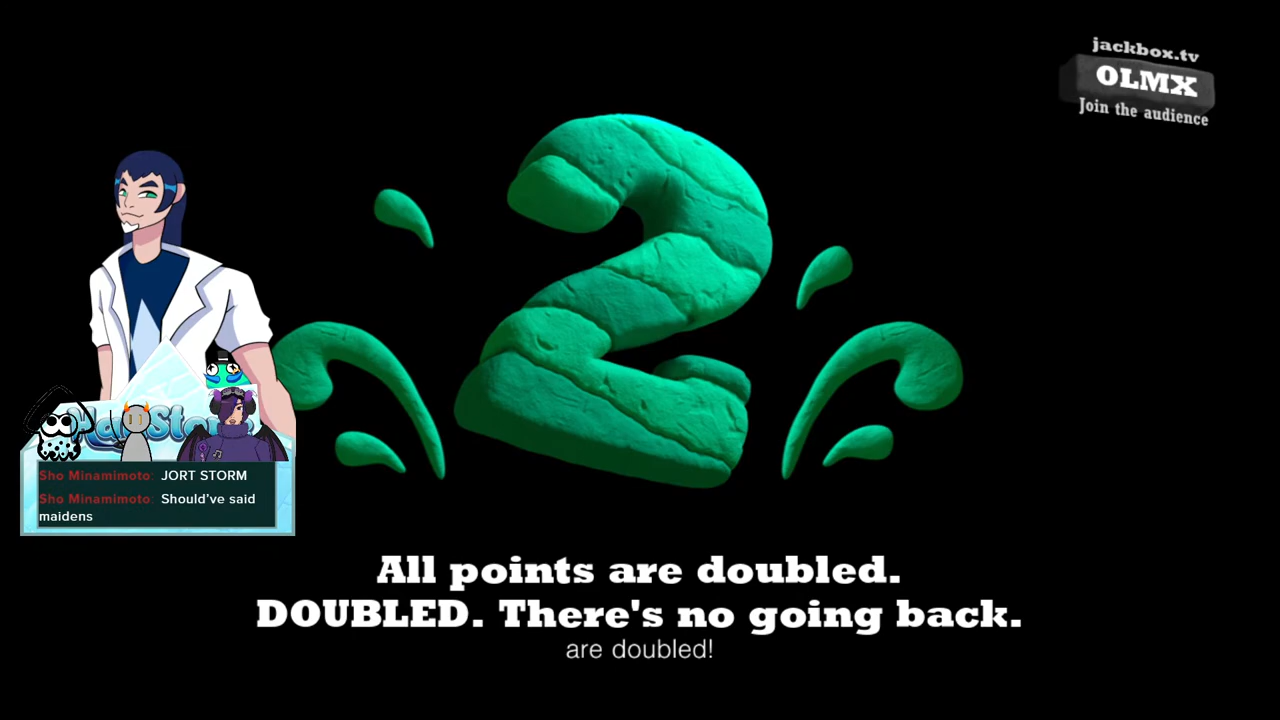 jackbox.tv
OLMX
Join the audience
Sho Minamimoto: JORT STORM
Sho Minamimoto: Should've said
maidens
All points are doubled.
DOUBLED. There's no going back.
are doubled!